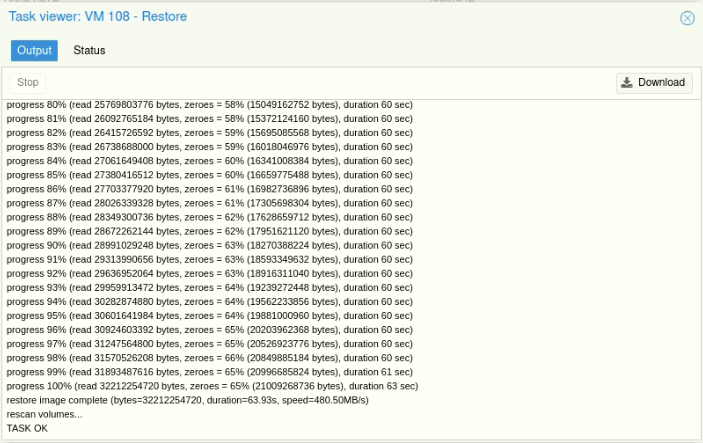 Task viewer: VM 108 - Restore
Output Status
Stop Download
progress 80% (read 25769803776 bytes, zeroes = 58% (15049162752 bytes), duration 60 sec)
progress 81% (read 26092765184 bytes, zeroes = 58% (15372124160 bytes), duration 60 sec)
progress 82% (read 26415726592 bytes, zeroes = 59% (15695085568 bytes), duration 60 sec)
progress 83% (read 26738688000 bytes, zeroes = 59% (16018046976 bytes), duration 60 sec)
progress 84% (read 27061649408 bytes, zeroes = 60% (16341008384 bytes), duration 60 sec)
progress 85% (read 27380416512 bytes, zeroes = 60% (16659775488 bytes), duration 60 sec)
progress 86% (read 27703377920 bytes, zeroes = 61% (16982736896 bytes), duration 60 sec)
progress 87% (read 28026339328 bytes, zeroes = 61% (17305698304 bytes), duration 60 sec)
progress 88% (read 28349300736 bytes, zeroes = 62% (17628659712 bytes), duration 60 sec)
progress 89% (read 28672262144 bytes, zeroes = 62% (17951621120 bytes), duration 60 sec)
progress 90% (read 28991029248 bytes, zeroes = 63% (18270388224 bytes), duration 60 sec)
progress 91% (read 29313990656 bytes, zeroes = 63% (18593349632 bytes), duration 60 sec)
progress 92% (read 29636952064 bytes, zeroes = 63% (18916311040 bytes), duration 60 sec)
progress 93% (read 29959913472 bytes, zeroes = 64% (19239272448 bytes), duration 60 sec)
progress 94% (read 30282874880 bytes, zeroes = 64% (19562233856 bytes), duration 60 sec)
progress 95% (read 30601641984 bytes, zeroes = 64% (19881000960 bytes), duration 60 sec)
progress 96% (read 30924603392 bytes, zeroes = 65% (20203962368 bytes), duration 60 sec)
progress 97% (read 31247564800 bytes, zeroes = 65% (20526923776 bytes), duration 60 sec)
progress 98% (read 31570526208 bytes, zeroes = 66% (20849885184 bytes), duration 60 sec)
progress 99% (read 31893487616 bytes, zeroes = 65% (20996685824 bytes), duration 61 sec)
progress 100% (read 32212254720 bytes, zeroes = 65% (21009268736 bytes), duration 63 sec)
restore image complete (bytes=32212254720, duration=63.93s, speed=480.50MB/s)
rescan volumes...
TASK OK